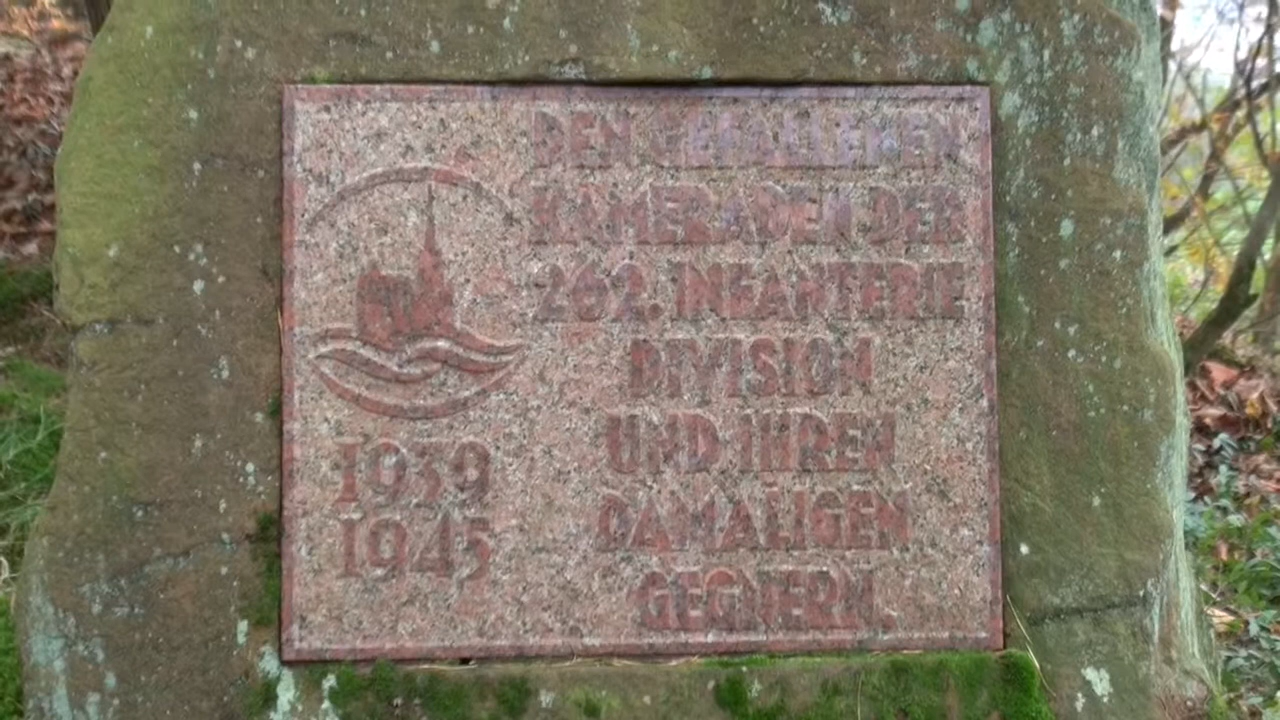 DEN GEFALLENEN
KAMERADEN DER
262. INFANTERIE
DIVISION
UND IHREN
DAMALIGEN
GEGNERN.
1939
1945